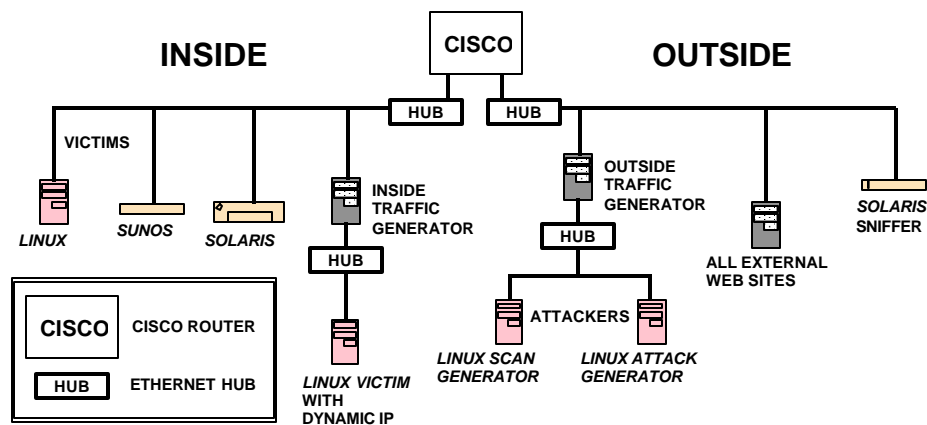 INSIDE
CISCO
OUTSIDE
HUB
HUB
VICTIMS
LINUX
SUNOS
SOLARIS
INSIDE
TRAFFIC
GENERATOR
HUB
LINUX VICTIM
WITH
DYNAMIC IP
OUTSIDE
TRAFFIC
GENERATOR
HUB
ATTACKERS
LINUX SCAN
GENERATOR
LINUX ATTACK
GENERATOR
ALL EXTERNAL
WEB SITES
SOLARIS
SNIFFER
CISCO
CISCO ROUTER
HUB
ETHERNET HUB